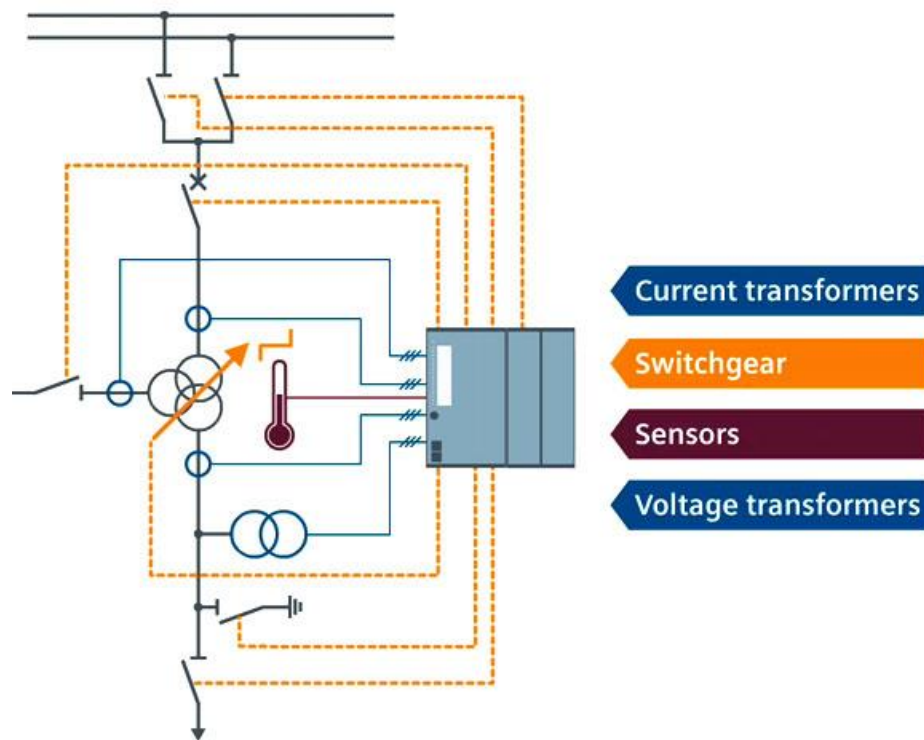 Current transformers
Switchgear
Sensors
Voltage transformers